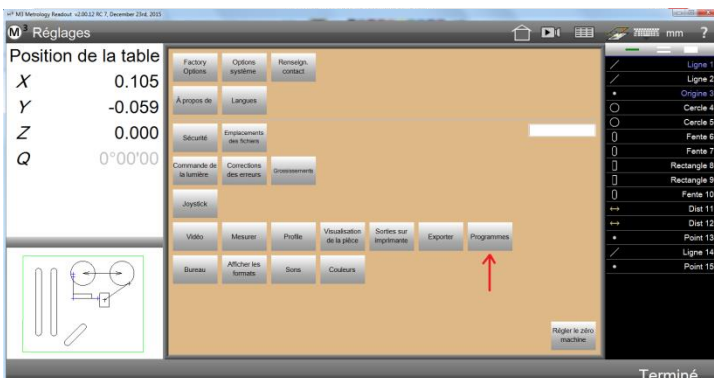 M3 Metrology Readout v2.00.12 RC 7, December 23rd, 2015
M3 Réglages
mm ?
Position de la table
X 0.105
Y -0.059
Z 0.000
Q 0°00'00
Factory Options
Options système
Renseign. contact
À propos de
Langues
Sécurité
Emplacements des fichiers
Commande de la lumière
Corrections des erreurs
Grossissements
Joystick
Vidéo
Mesurer
Profile
Visualisation de la pièce
Sorties sur imprimante
Exporter
Programmes
Bureau
Afficher les formats
Sons
Couleurs
Régler le zéro machine
Ligne 1
Ligne 2
Origine 3
Cercle 4
Cercle 5
Fente 6
Fente 7
Rectangle 8
Rectangle 9
Fente 10
Dist 11
Dist 12
Point 13
Ligne 14
Point 15
Terminé